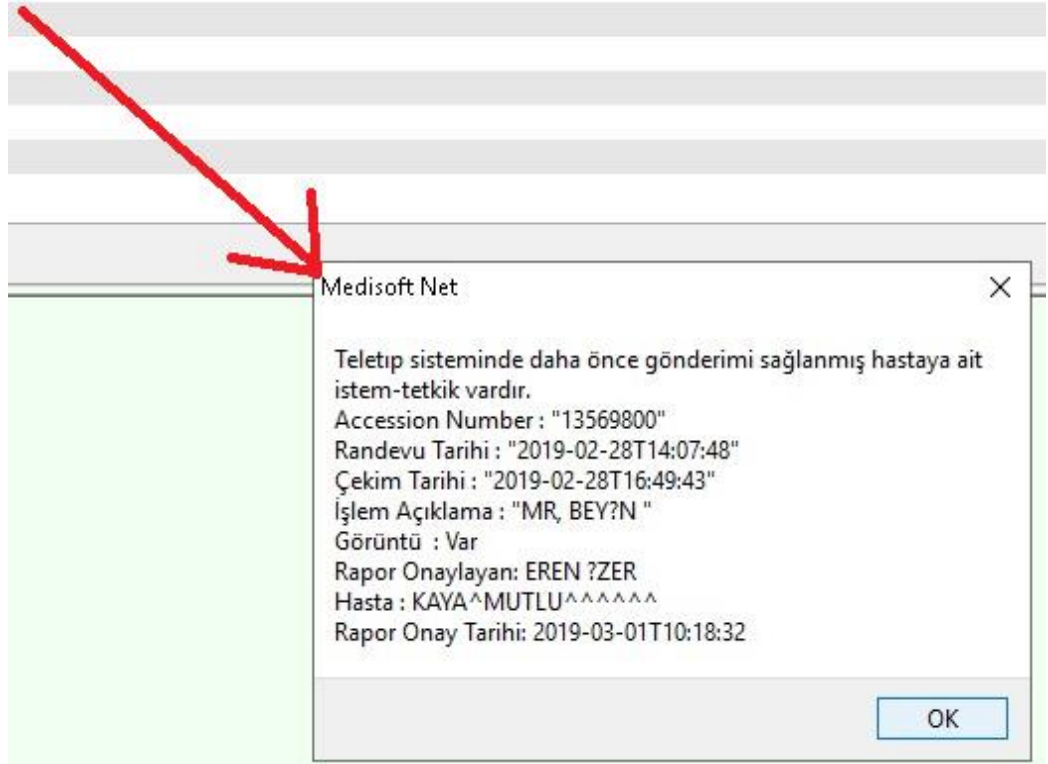 Medisoft Net
Teletıp sisteminde daha önce gönderimi sağlanmış hastaya ait
istem-tetkik vardır.
Accession Number : "13569800"
Randevu Tarihi : "2019-02-28T14:07:48"
Çekim Tarihi : "2019-02-28T16:49:43"
İşlem Açıklama : "MR, BEY?N "
Görüntü : Var
Rapor Onaylayan: EREN ?ZER
Hasta : KAYA^MUTLU^^^^^^
Rapor Onay Tarihi: 2019-03-01T10:18:32
OK